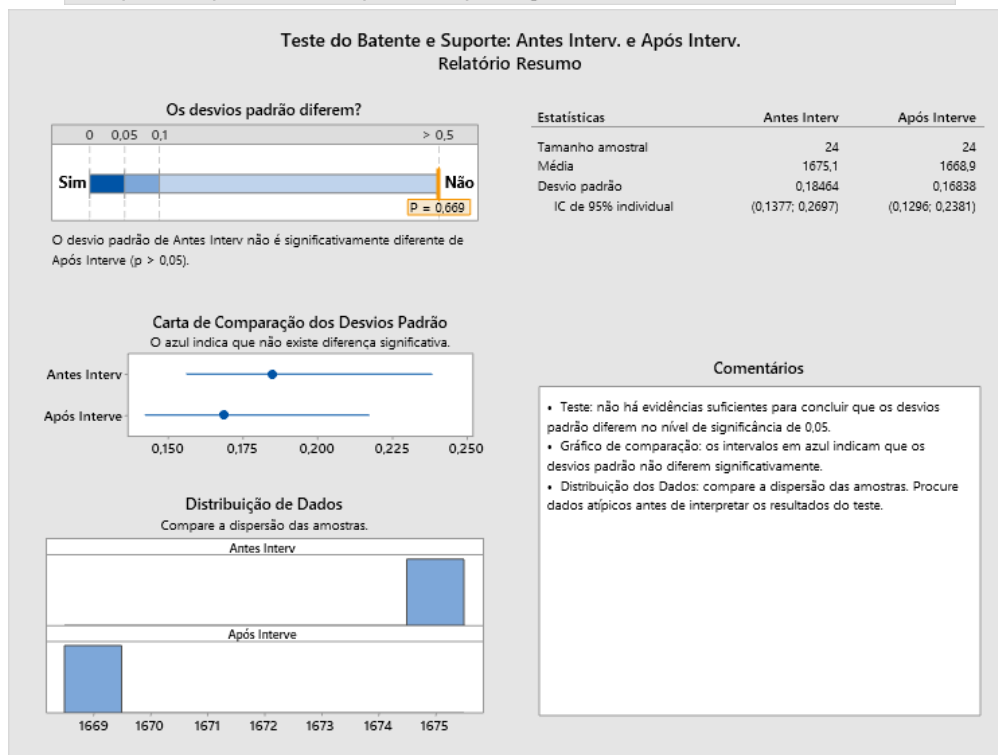 Teste do Batente e Suporte: Antes Interv. e Após Interv.
Relatório Resumo
Os desvios padrão diferem?
0 0,05 0,1 > 0,5
Sim Não
P = 0,669
O desvio padrão de Antes Interv não é significativamente diferente de
Após Interve (p > 0,05).
Estatísticas Antes Interv Após Interve
Tamanho amostral 24 24
Média 1675,1 1668,9
Desvio padrão 0,18464 0,16838
IC de 95% individual (0,1377; 0,2697) (0,1296; 0,2381)
Carta de Comparação dos Desvios Padrão
O azul indica que não existe diferença significativa.
Antes Interv
Após Interve
0,150 0,175 0,200 0,225 0,250
Distribuição de Dados
Compare a dispersão das amostras.
Antes Interv
Após Interve
1669 1670 1671 1672 1673 1674 1675
Comentários
• Teste: não há evidências suficientes para concluir que os desvios
padrão diferem no nível de significância de 0,05.
• Gráfico de comparação: os intervalos em azul indicam que os
desvios padrão não diferem significativamente.
• Distribuição dos Dados: compare a dispersão das amostras. Procure
dados atípicos antes de interpretar os resultados do teste.